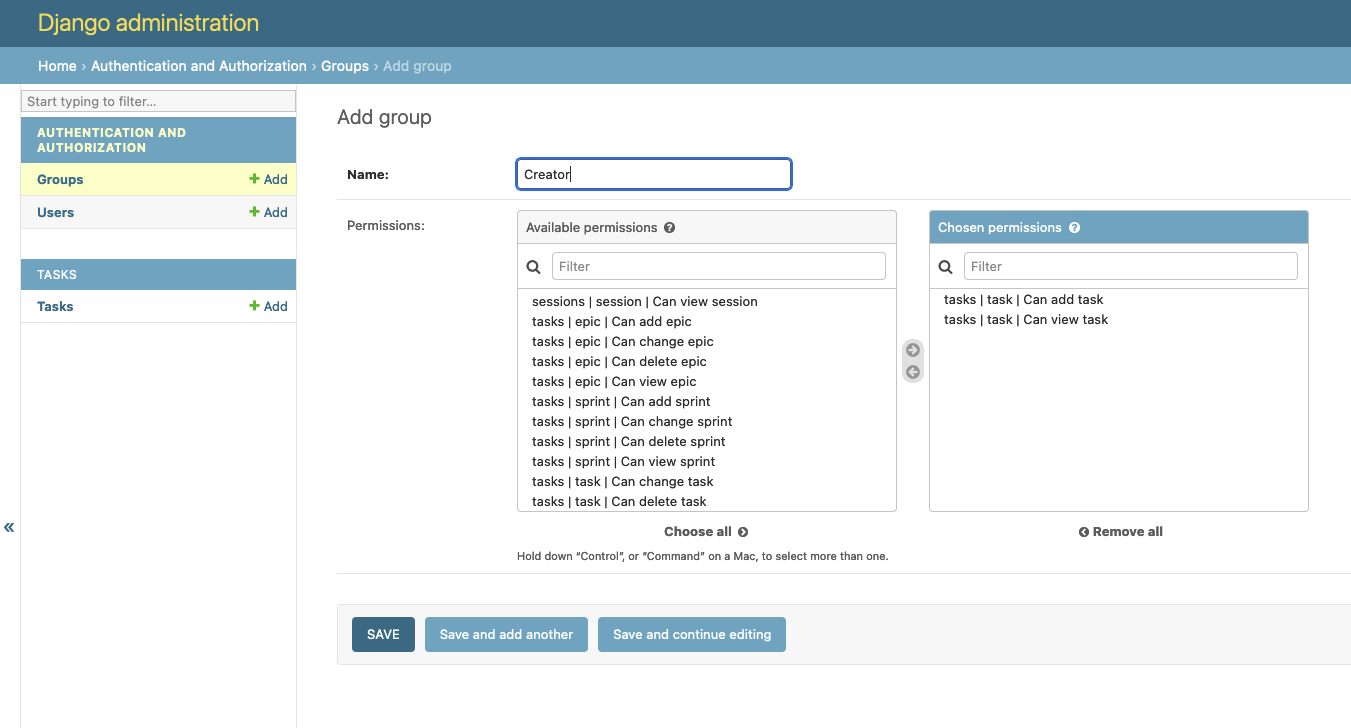 Django administration
Home › Authentication and Authorization › Groups › Add group
Start typing to filter...
AUTHENTICATION AND
AUTHORIZATION
Groups + Add
Users + Add
TASKS
Tasks + Add
«
Add group
Name: Creator
Permissions:
Available permissions ?
Filter
sessions | session | Can view session
tasks | epic | Can add epic
tasks | epic | Can change epic
tasks | epic | Can delete epic
tasks | epic | Can view epic
tasks | sprint | Can add sprint
tasks | sprint | Can change sprint
tasks | sprint | Can delete sprint
tasks | sprint | Can view sprint
tasks | task | Can change task
tasks | task | Can delete task
Choose all
Hold down “Control”, or “Command” on a Mac, to select more than one.
Chosen permissions ?
Filter
tasks | task | Can add task
tasks | task | Can view task
Remove all
SAVE
Save and add another
Save and continue editing